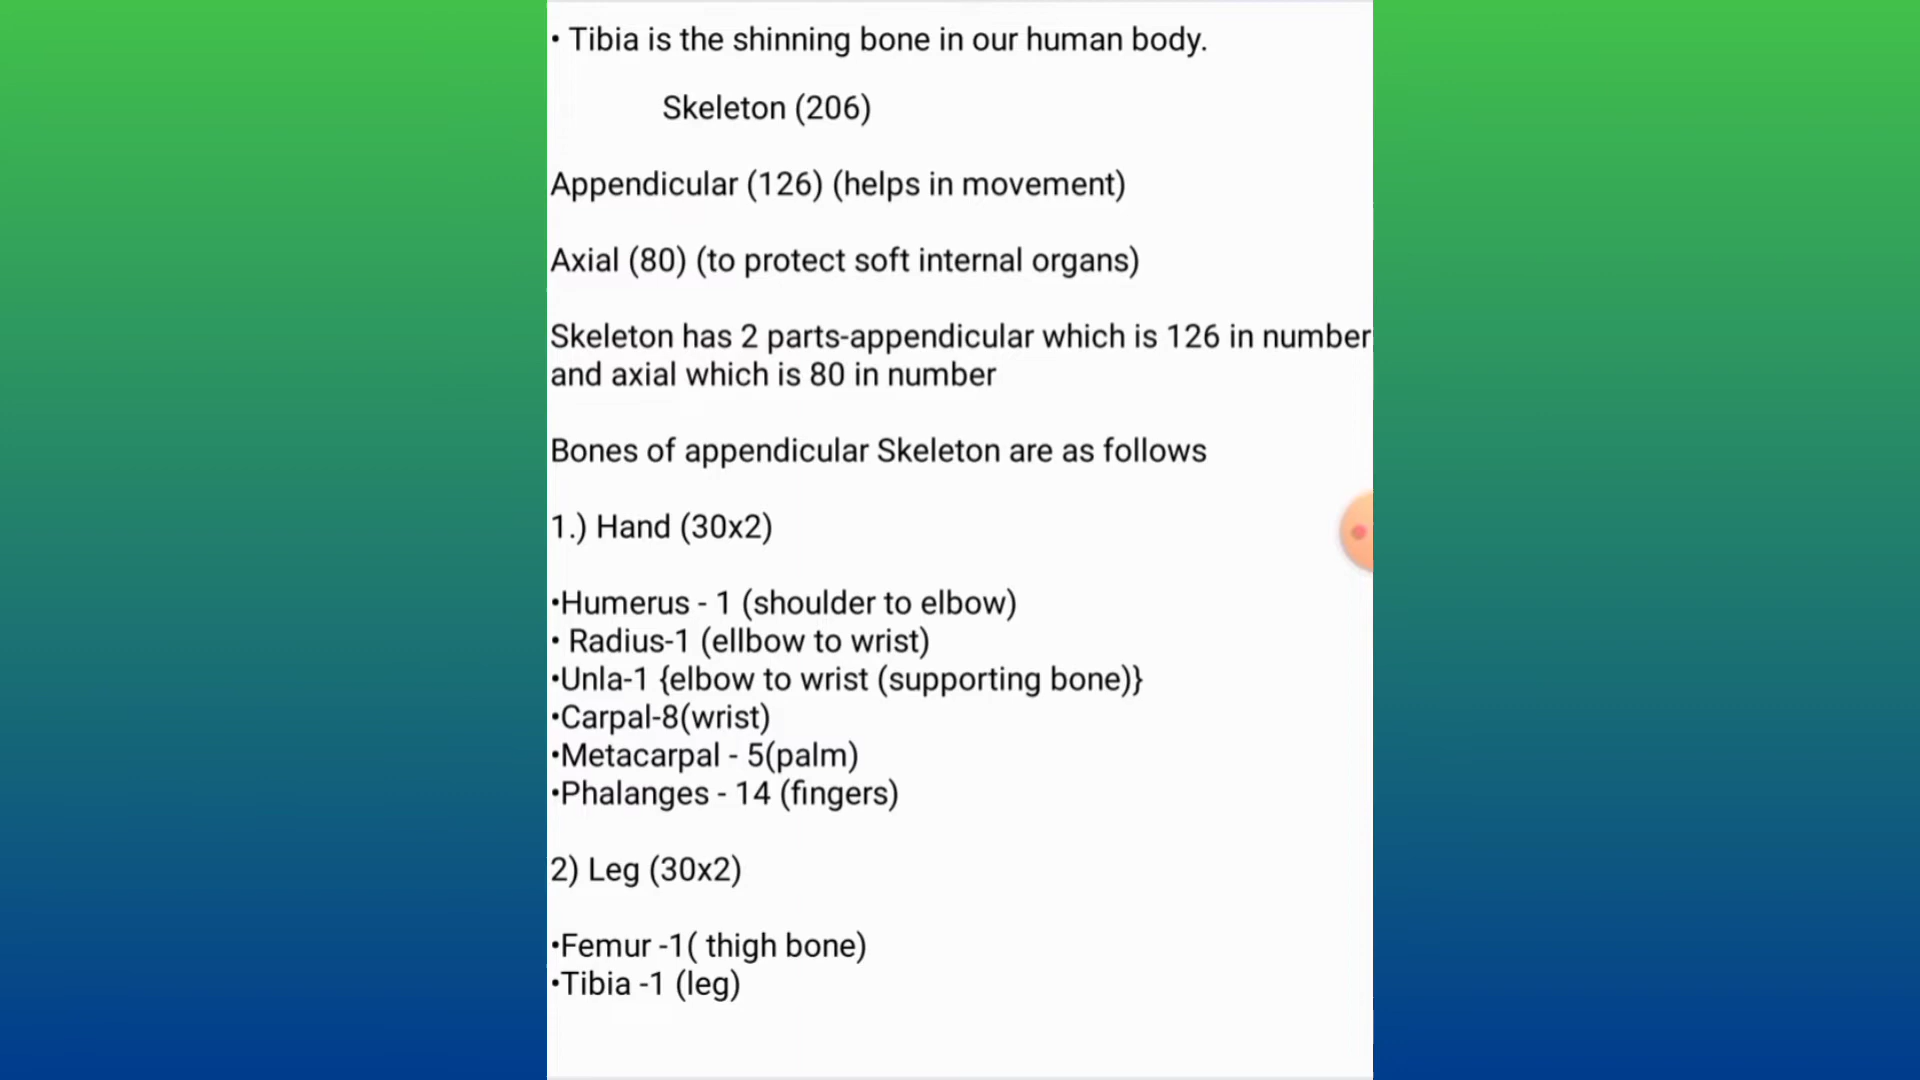 • Tibia is the shinning bone in our human body.
Skeleton (206)
Appendicular (126) (helps in movement)
Axial (80) (to protect soft internal organs)
Skeleton has 2 parts-appendicular which is 126 in number
and axial which is 80 in number
Bones of appendicular Skeleton are as follows
1.) Hand (30x2)
•Humerus - 1 (shoulder to elbow)
• Radius-1 (ellbow to wrist)
•Unla-1 {elbow to wrist (supporting bone)}
•Carpal-8(wrist)
•Metacarpal - 5(palm)
•Phalanges - 14 (fingers)
2) Leg (30x2)
•Femur -1( thigh bone)
•Tibia -1 (leg)